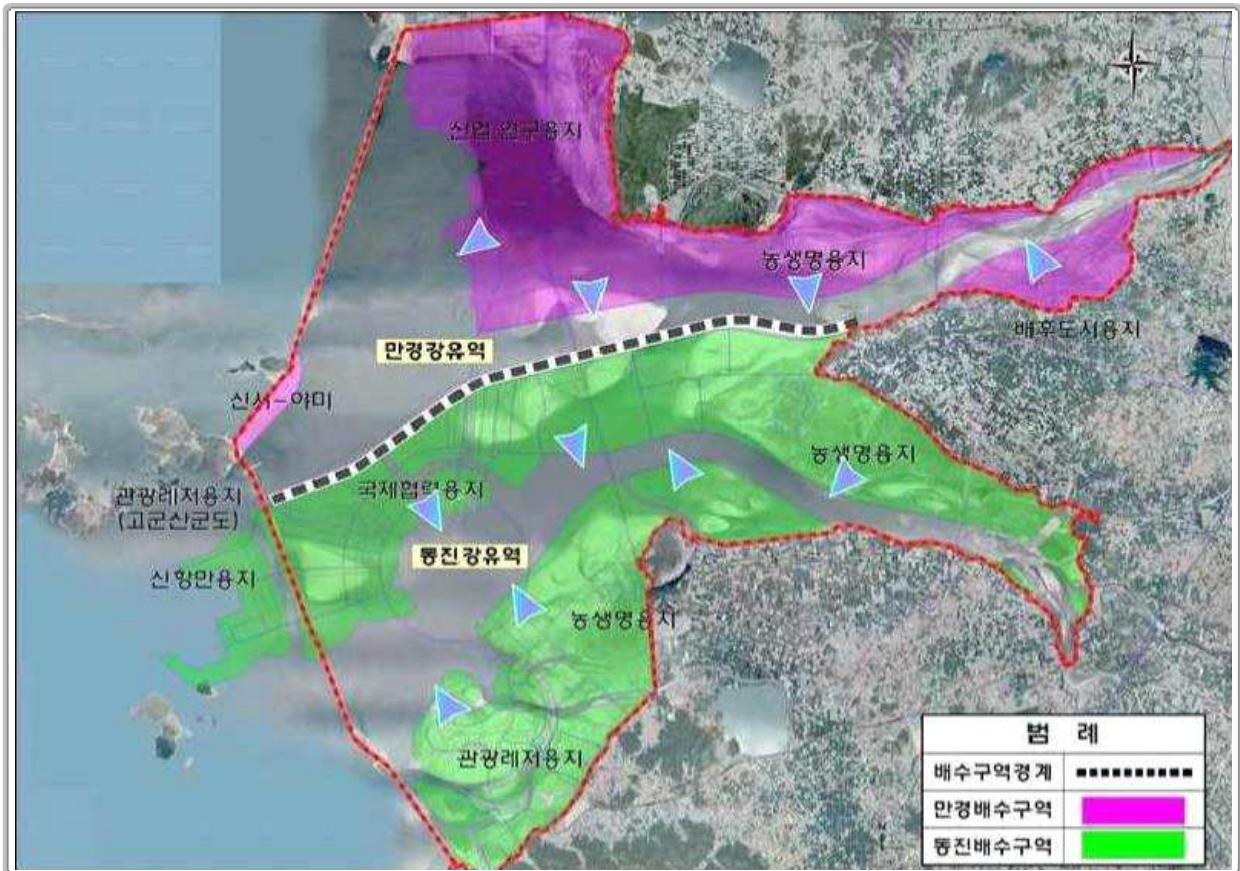 산업·연구용지
농생명용지
배후도시용지
만경강유역
신시-야미
농생명용지
국제협력용지
관광레저용지
(고군산군도)
동진강유역
신항만용지
농생명용지
관광레저용지
범 례
배수구역경계
만경배수구역
동진배수구역